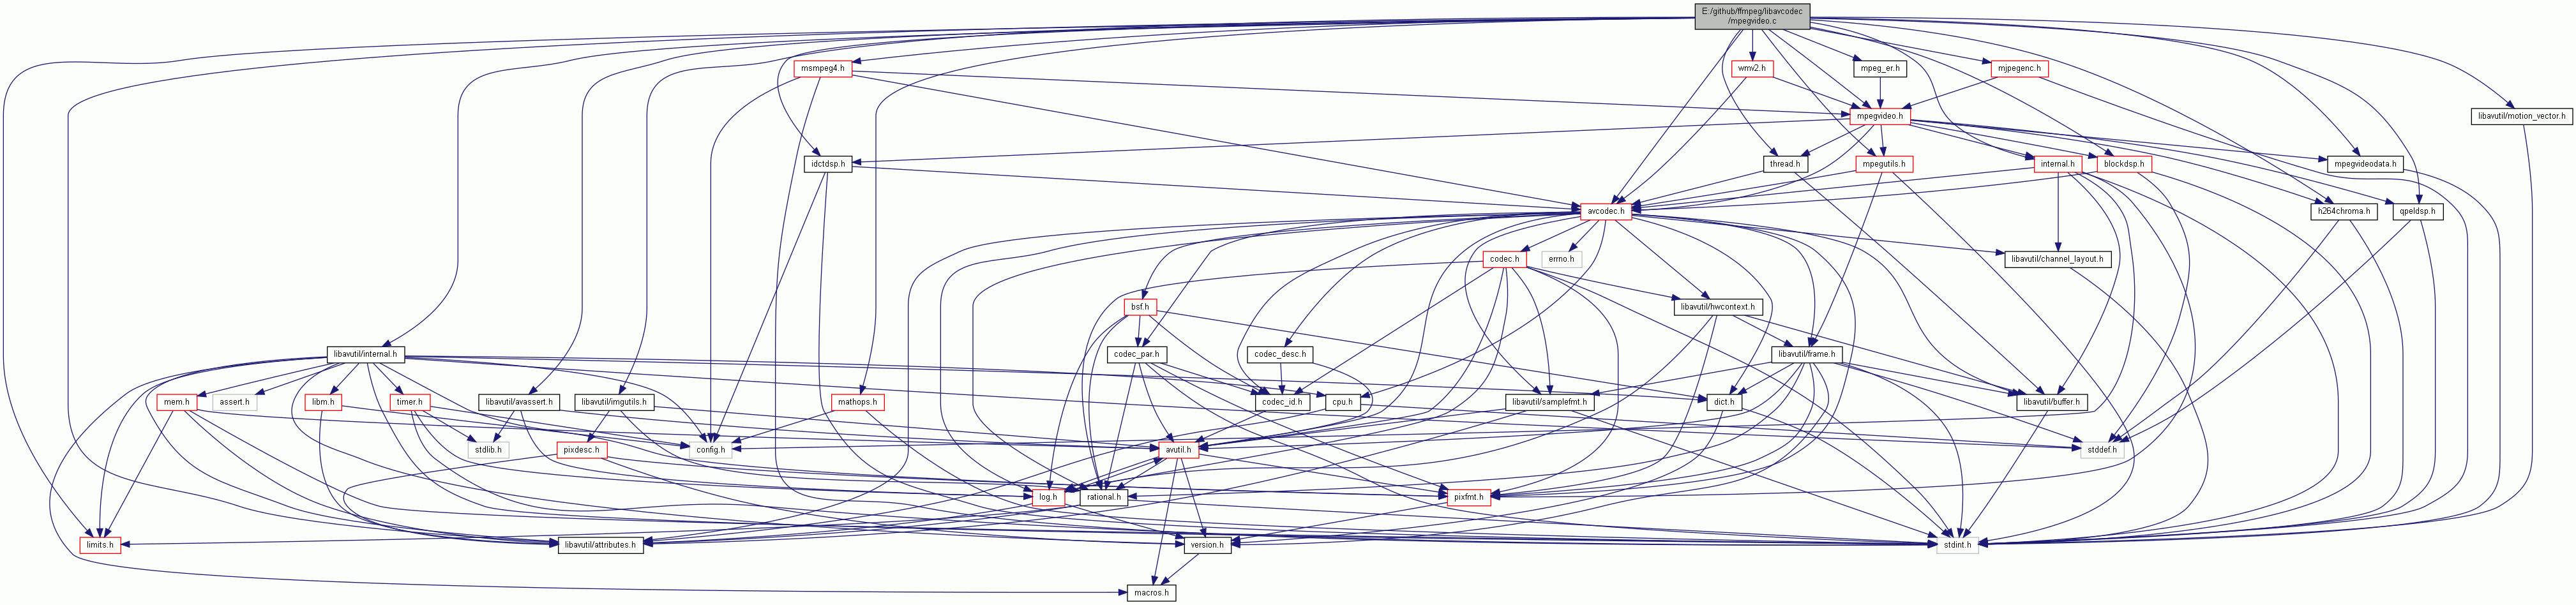 E:/github/ffmpeg/libavcodec
/mpegvideo.c
msmpeg4.h
wmv2.h
mpeg_er.h
mjpegenc.h
mpegvideo.h
libavutil/motion_vector.h
idctdsp.h
thread.h
mpegutils.h
internal.h
blockdsp.h
mpegvideodata.h
avcodec.h
h264chroma.h
qpeldsp.h
codec.h
errno.h
libavutil/channel_layout.h
bsf.h
libavutil/hwcontext.h
libavutil/internal.h
codec_par.h
codec_desc.h
libavutil/frame.h
mem.h
assert.h
libm.h
timer.h
libavutil/avassert.h
libavutil/imgutils.h
mathops.h
codec_id.h
cpu.h
libavutil/samplefmt.h
dict.h
libavutil/buffer.h
stdlib.h
pixdesc.h
config.h
avutil.h
stddef.h
log.h
rational.h
pixfmt.h
limits.h
libavutil/attributes.h
version.h
stdint.h
macros.h